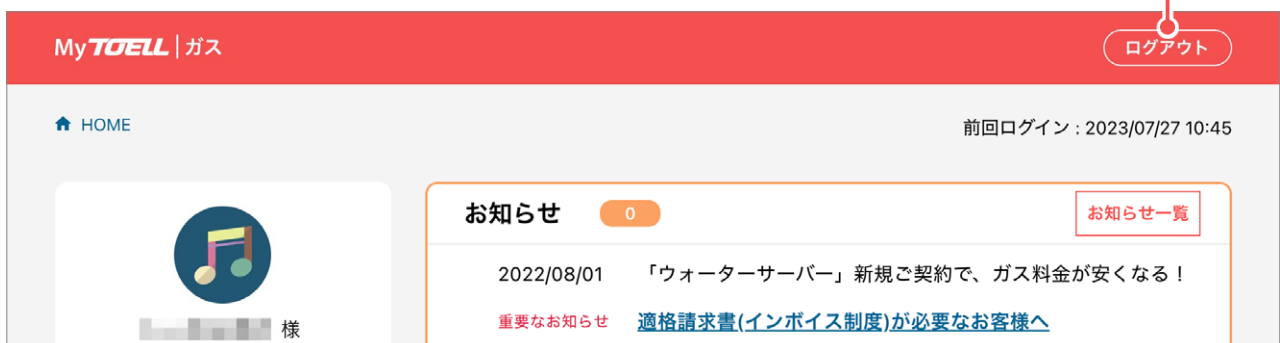 My TOELL | ガス
ログアウト
HOME
前回ログイン : 2023/07/27 10:45
お知らせ 0
お知らせ一覧
2022/08/01 「ウォーターサーバー」新規ご契約で、ガス料金が安くなる！
重要なお知らせ 適格請求書(インボイス制度)が必要なお客様へ
様